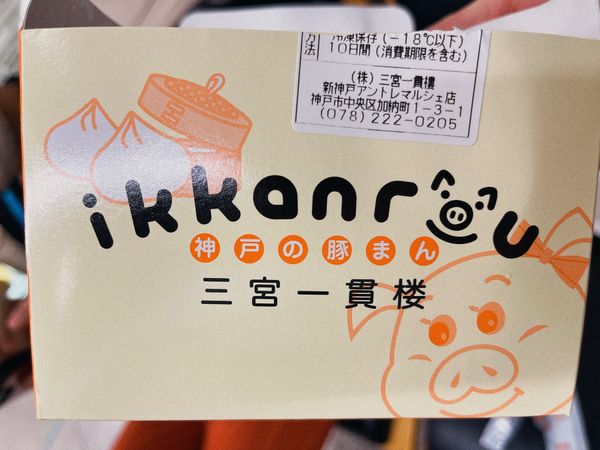 方法
冷凍保存(－18℃以下)
10日間(消費期限を含む)
(株)三宮一貫樓
新神戸アントレマルシェ店
神戸市中央区加納町1-3-1
(078)222-0205
ikkanrou
神戸の豚まん
三宮一貫楼